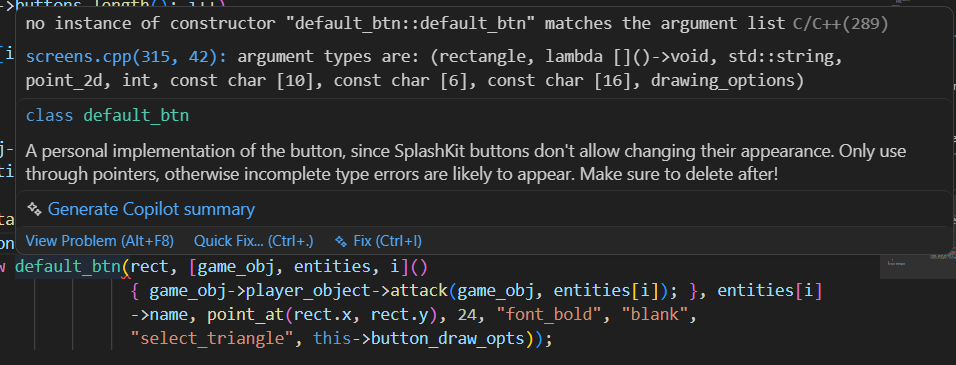 >buttons.length(); i++)
no instance of constructor "default_btn::default_btn" matches the argument list C/C++(289)
screens.cpp(315, 42): argument types are: (rectangle, lambda []()->void, std::string,
point_2d, int, const char [10], const char [6], const char [16], drawing_options)
class default_btn
A personal implementation of the button, since SplashKit buttons don't allow changing their appearance. Only use
through pointers, otherwise incomplete type errors are likely to appear. Make sure to delete after!
Generate Copilot summary
View Problem (Alt+F8) Quick Fix... (Ctrl+.) Fix (Ctrl+I)
w default_btn(rect, [game_obj, entities, i]()
{ game_obj->player_object->attack(game_obj, entities[i]); }, entities[i]
->name, point_at(rect.x, rect.y), 24, "font_bold", "blank",
"select_triangle", this->button_draw_opts));